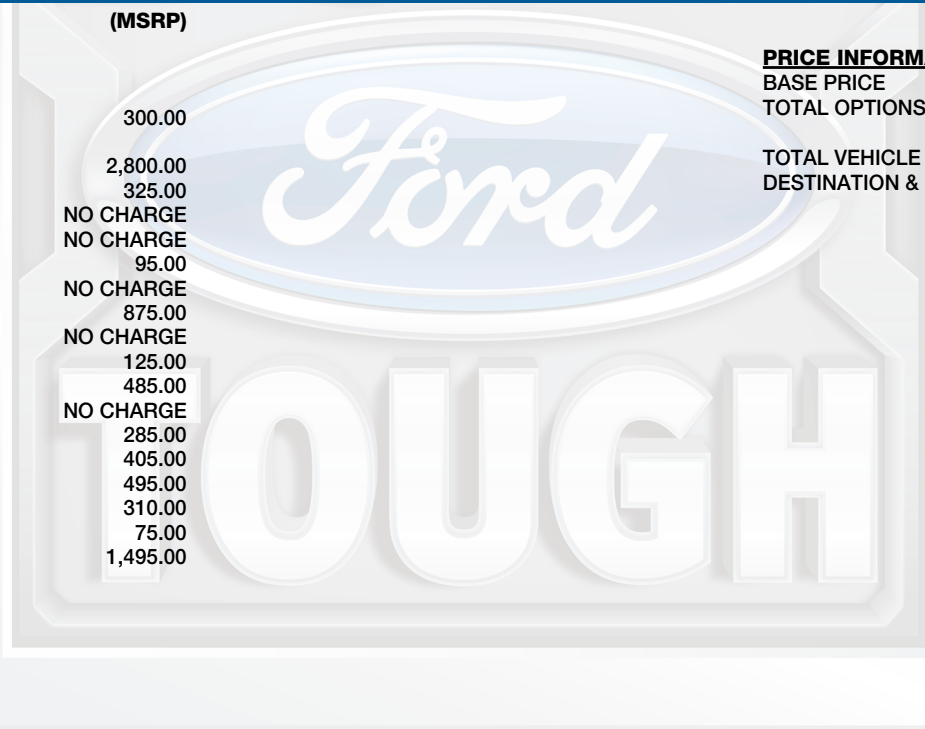 (MSRP)
300.00
2,800.00
325.00
NO CHARGE
NO CHARGE
95.00
NO CHARGE
875.00
NO CHARGE
125.00
485.00
NO CHARGE
285.00
405.00
495.00
310.00
75.00
1,495.00
PRICE
BASE PRICE
TOTAL OPTIONS
TOTAL VEHICLE
DESTINATION &
Ford
TOUGH